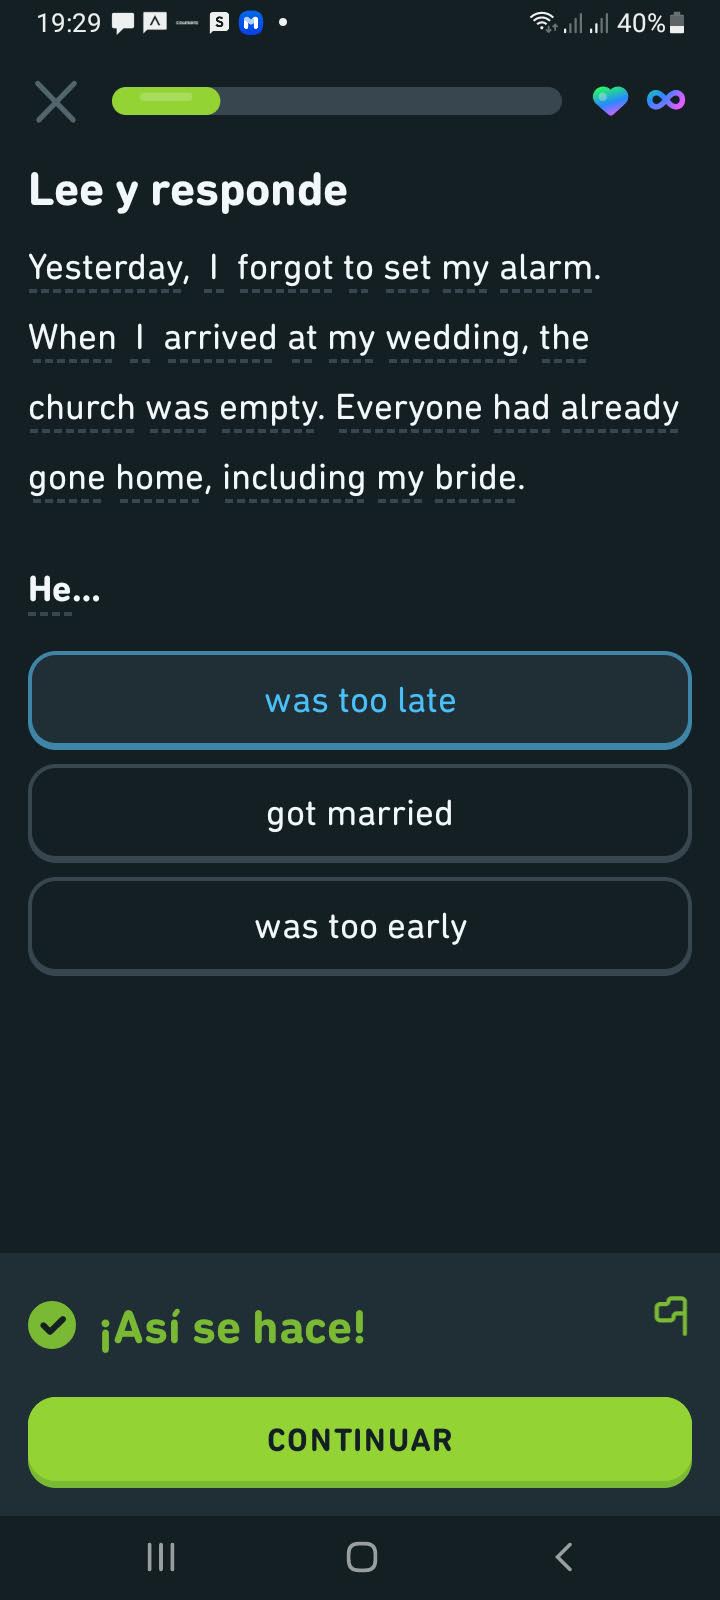 19:29
40%
Lee y responde
Yesterday, I forgot to set my alarm.
When I arrived at my wedding, the
church was empty. Everyone had already
gone home, including my bride.
He...
was too late
got married
was too early
¡Así se hace!
CONTINUAR